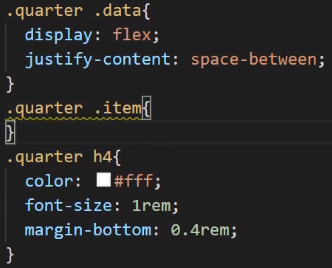 .quarter .data{
display: flex;
justify-content: space-between;
}
.quarter .item{
}
.quarter h4{
color: #fff;
font-size: 1rem;
margin-bottom: 0.4rem;
}